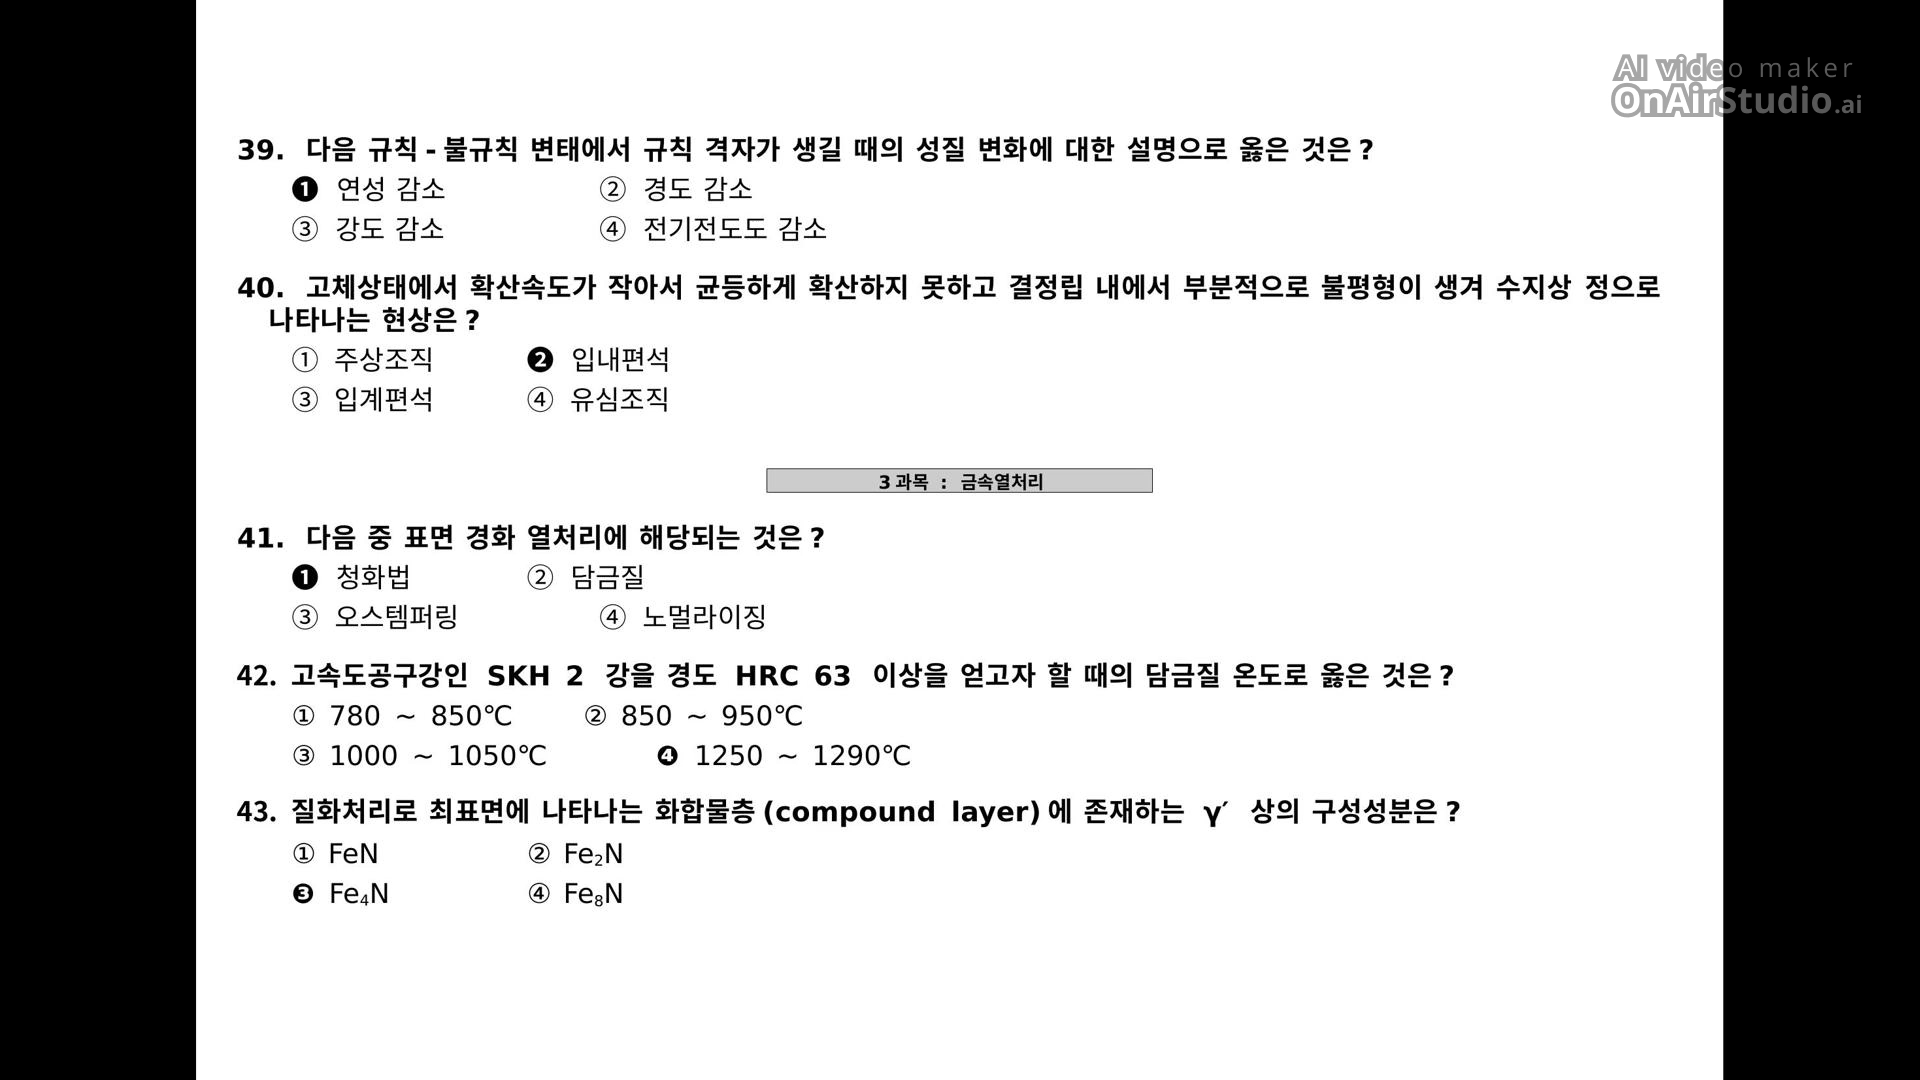 AI video maker
OnAirStudio.ai
39. 다음 규칙-불규칙 변태에서 규칙 격자가 생길 때의 성질 변화에 대한 설명으로 옳은 것은?
❶ 연성 감소 ② 경도 감소
③ 강도 감소 ④ 전기전도도 감소
40. 고체상태에서 확산속도가 작아서 균등하게 확산하지 못하고 결정립 내에서 부분적으로 불평형이 생겨 수지상 정으로
나타나는 현상은?
① 주상조직 ❷ 입내편석
③ 입계편석 ④ 유심조직
3과목 : 금속열처리
41. 다음 중 표면 경화 열처리에 해당되는 것은?
❶ 청화법 ② 담금질
③ 오스템퍼링 ④ 노멀라이징
42. 고속도공구강인 SKH 2 강을 경도 HRC 63 이상을 얻고자 할 때의 담금질 온도로 옳은 것은?
① 780 ~ 850℃ ② 850 ~ 950℃
③ 1000 ~ 1050℃ ❹ 1250 ~ 1290℃
43. 질화처리로 최표면에 나타나는 화합물층(compound layer)에 존재하는 γ′ 상의 구성성분은?
① FeN ② Fe₂N
❸ Fe₄N ④ Fe₈N